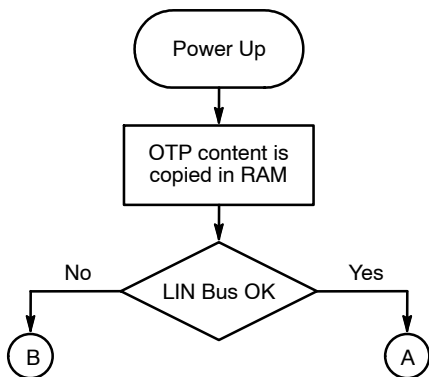 Power Up
OTP content is
copied in RAM
No
Yes
LIN Bus OK
B
A